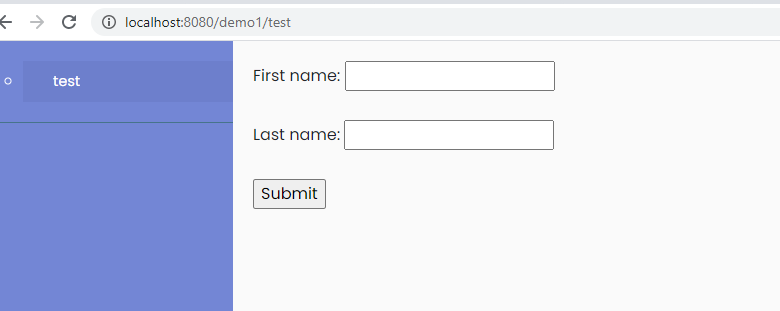 localhost:8080/demo1/test
test
First name:
Last name:
Submit